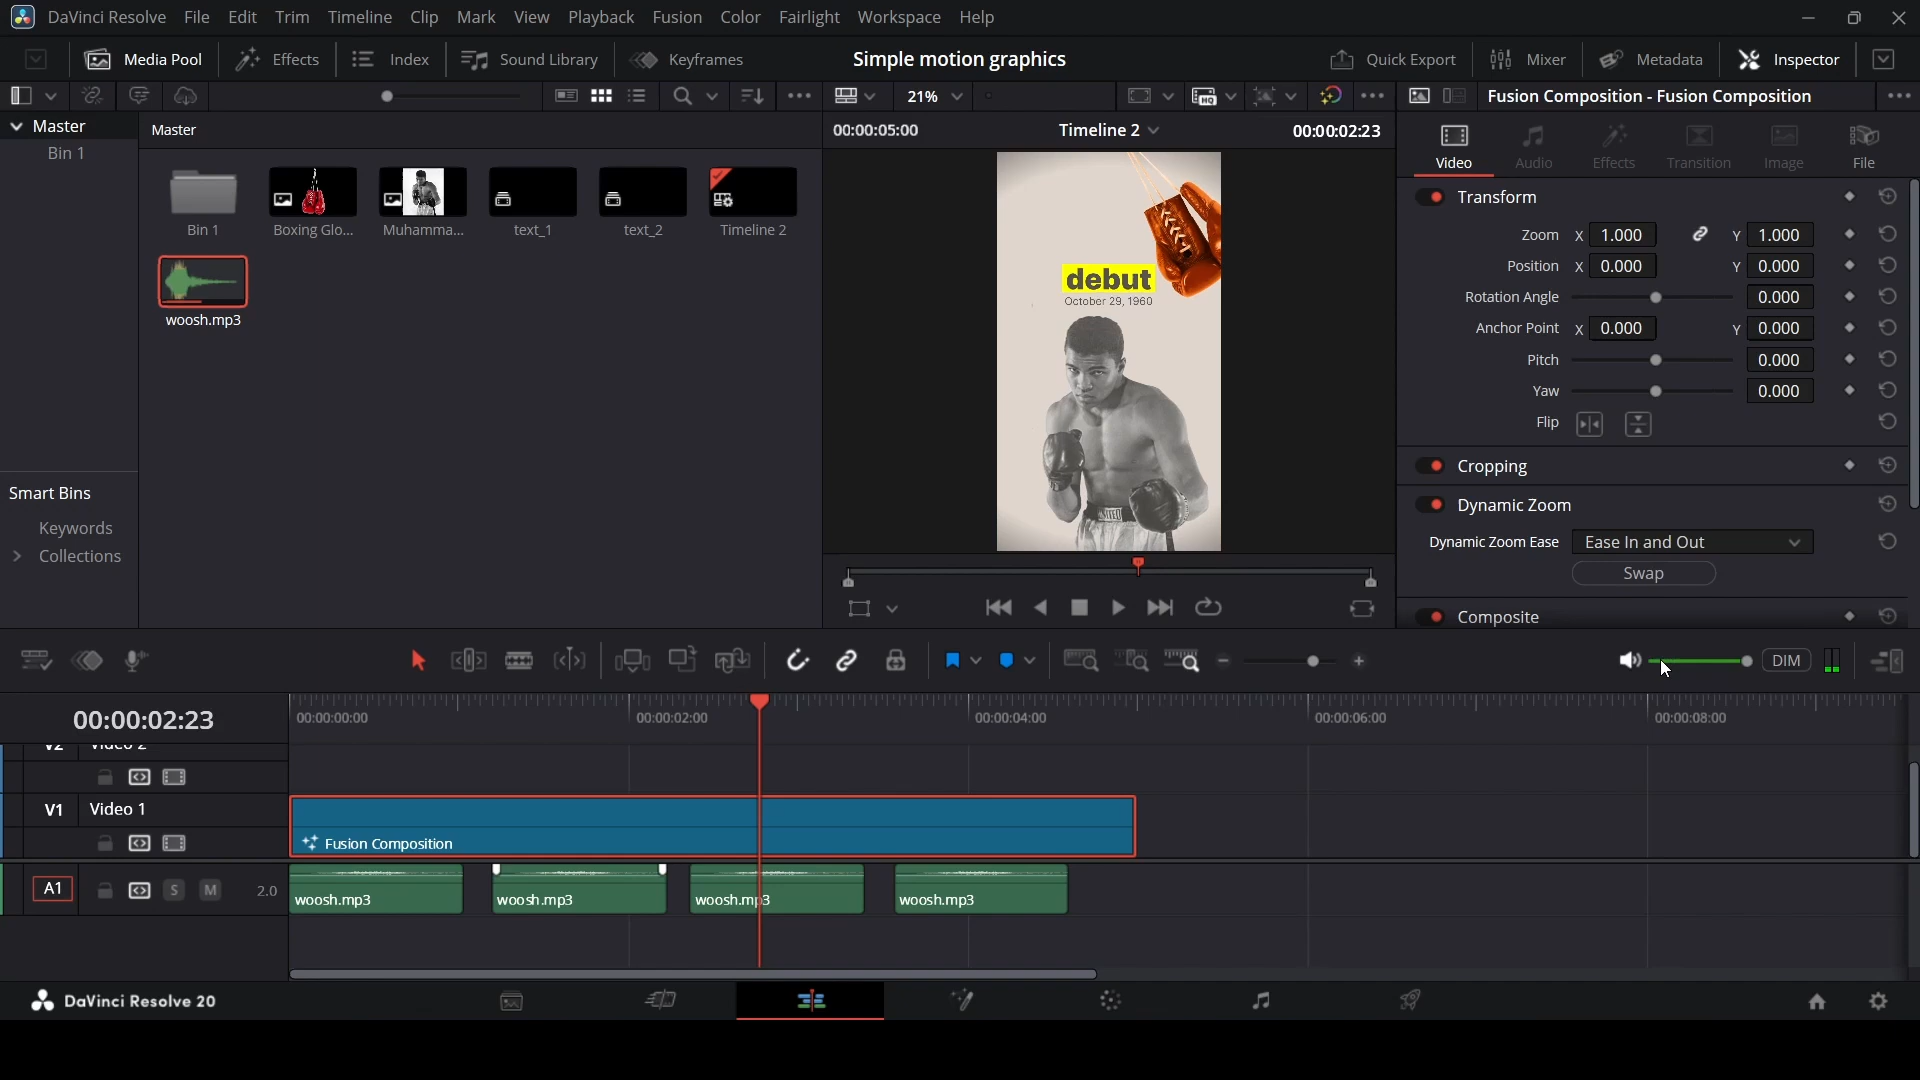 DaVinci Resolve File Edit Trim Timeline Clip Mark View Playback Fusion Color Fairlight Workspace Help
Media Pool Effects Index Sound Library Keyframes Simple motion graphics Quick Export Mixer Metadata Inspector
21% Fusion Composition - Fusion Composition
Master Master 00:00:05:00 Timeline 2 00:00:02:23
Bin 1
Video Audio Effects Transition Image File
Bin 1 Boxing Glo... Muhamma... text_1 text_2 Timeline 2
woosh.mp3
debut
October 29, 1960
Transform
Zoom X 1.000 Y 1.000
Position X 0.000 Y 0.000
Rotation Angle 0.000
Anchor Point X 0.000 Y 0.000
Pitch 0.000
Yaw 0.000
Flip
Cropping
Dynamic Zoom
Dynamic Zoom Ease Ease In and Out
Swap
Composite
Smart Bins
Keywords
Collections
DIM
00:00:02:23 00:00:00:00 00:00:02:00 00:00:04:00 00:00:06:00 00:00:08:00
V2 Video 2
V1 Video 1
Fusion Composition
A1 S M 2.0 woosh.mp3 woosh.mp3 woosh.mp3 woosh.mp3
DaVinci Resolve 20